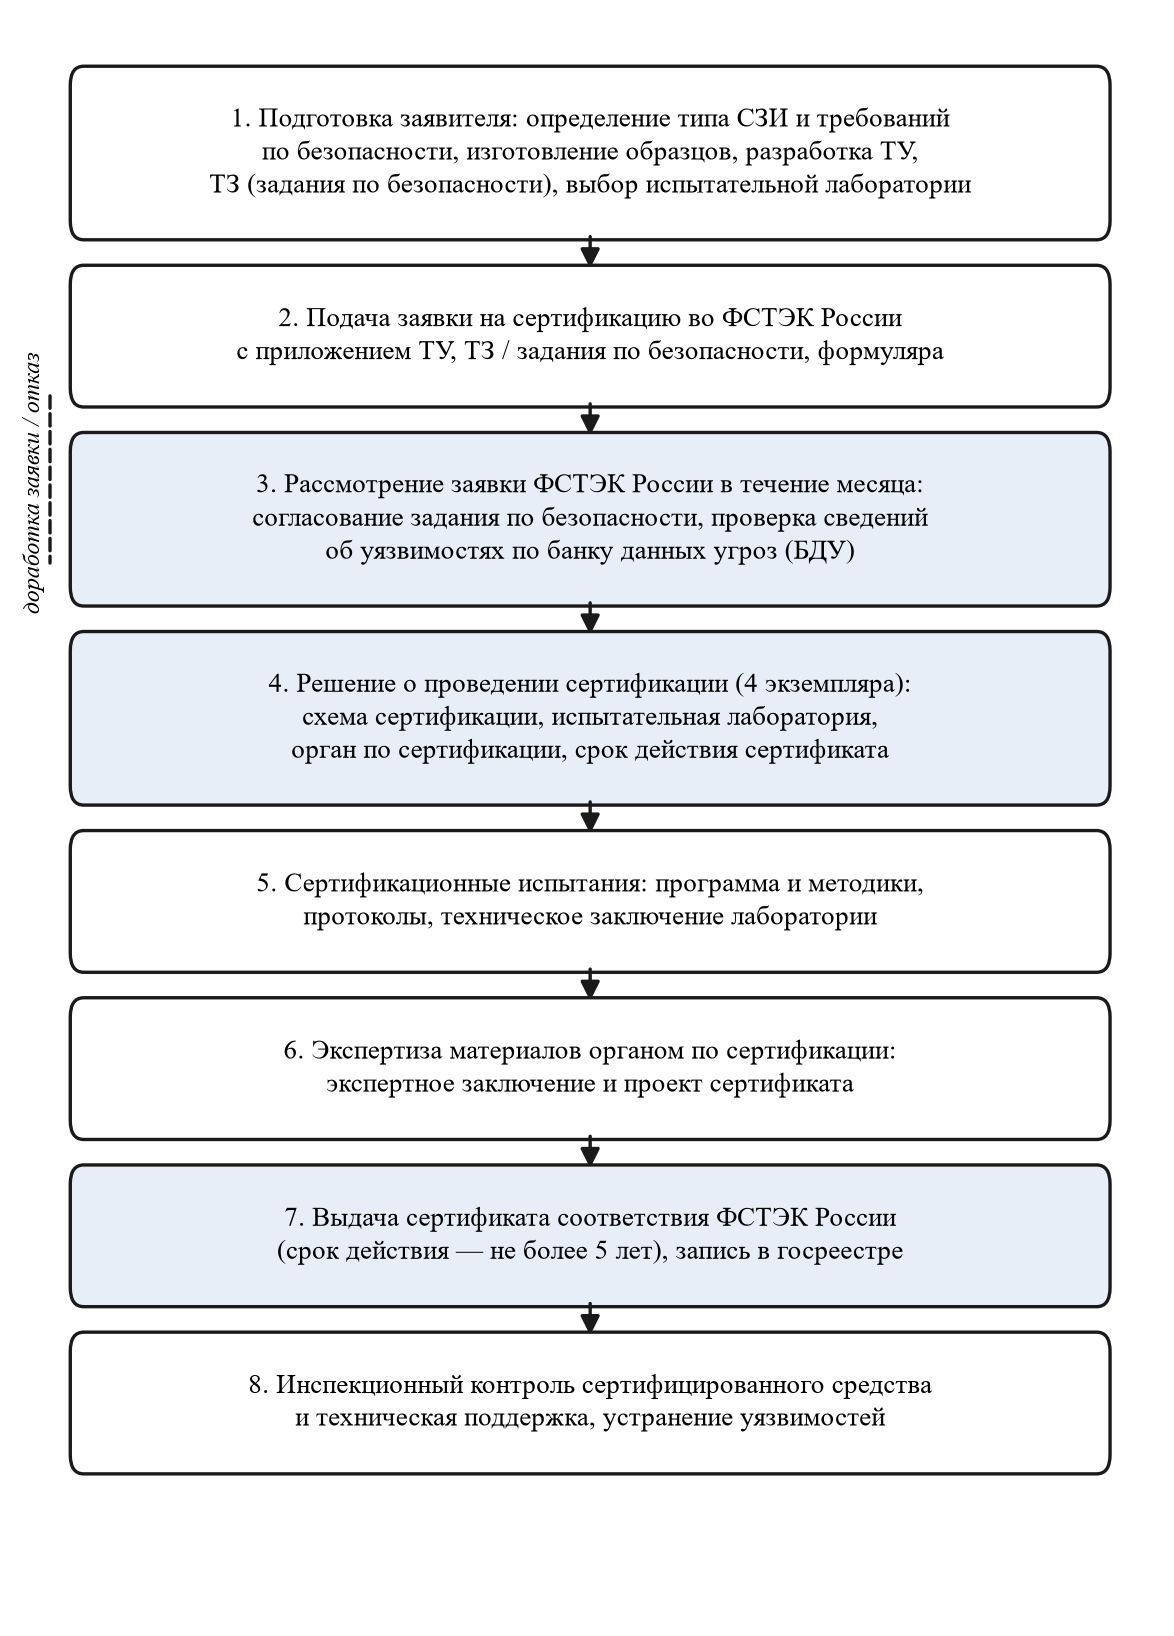 1. Подготовка заявителя: определение типа СЗИ и требований
по безопасности, изготовление образцов, разработка ТУ,
ТЗ (задания по безопасности), выбор испытательной лаборатории
2. Подача заявки на сертификацию во ФСТЭК России
с приложением ТУ, ТЗ / задания по безопасности, формуляра
доработка заявки / отказ
3. Рассмотрение заявки ФСТЭК России в течение месяца:
согласование задания по безопасности, проверка сведений
об уязвимостях по банку данных угроз (БДУ)
4. Решение о проведении сертификации (4 экземпляра):
схема сертификации, испытательная лаборатория,
орган по сертификации, срок действия сертификата
5. Сертификационные испытания: программа и методики,
протоколы, техническое заключение лаборатории
6. Экспертиза материалов органом по сертификации:
экспертное заключение и проект сертификата
7. Выдача сертификата соответствия ФСТЭК России
(срок действия — не более 5 лет), запись в госреестре
8. Инспекционный контроль сертифицированного средства
и техническая поддержка, устранение уязвимостей